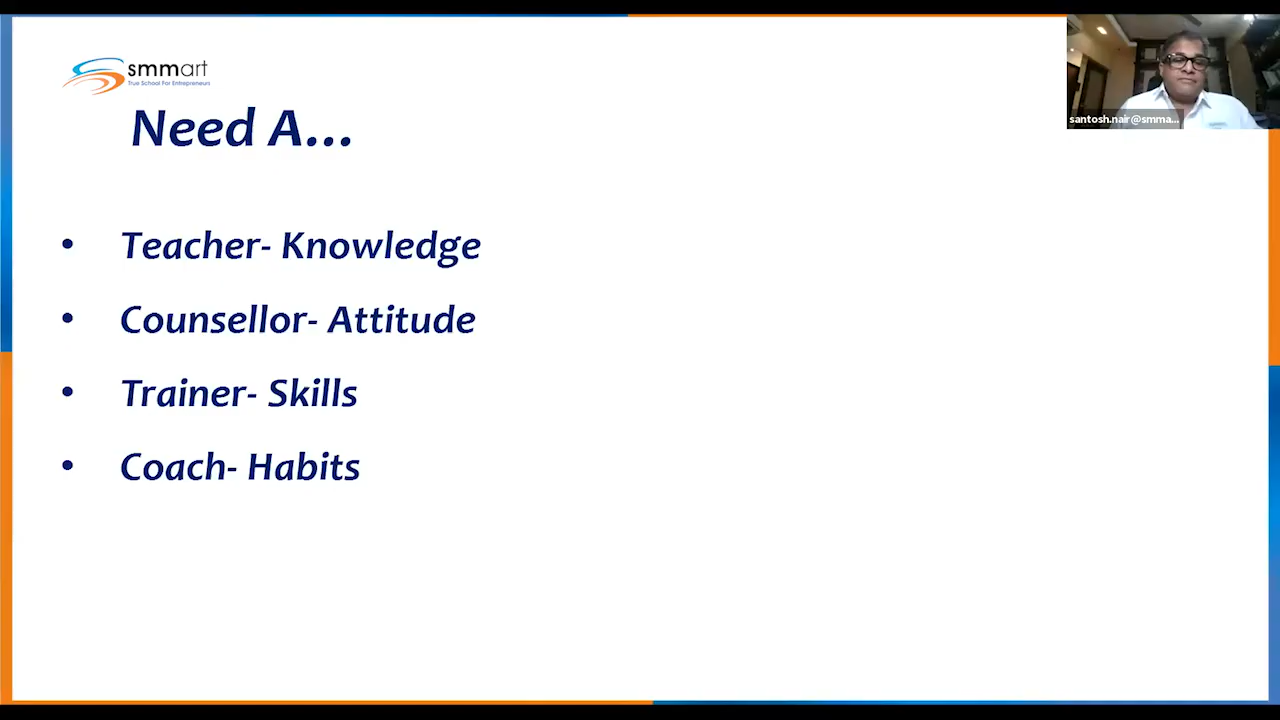 smmart
True School For Entrepreneurs
santosh.nair@smma...
Need A...
• Teacher- Knowledge
• Counsellor- Attitude
• Trainer- Skills
• Coach- Habits